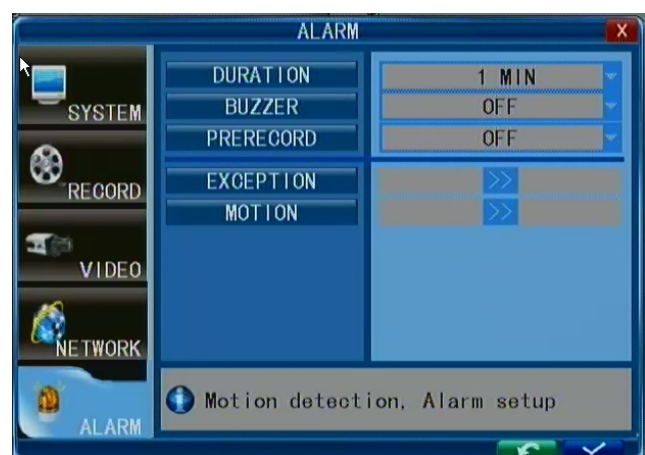 ALARM
SYSTEM
RECORD
VIDEO
NETWORK
ALARM
DURATION 1 MIN
BUZZER OFF
PRERECORD OFF
EXCEPTION >>
MOTION >>
Motion detection, Alarm setup